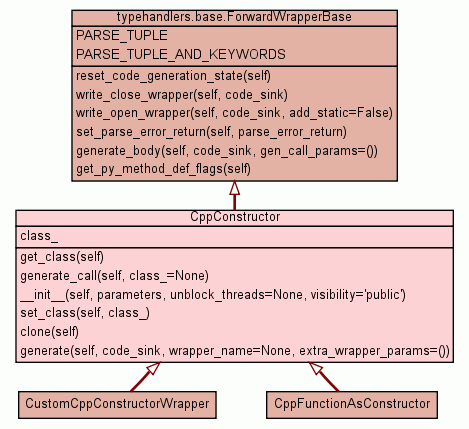 typehandlers.base.ForwardWrapperBase
PARSE_TUPLE
PARSE_TUPLE_AND_KEYWORDS
reset_code_generation_state(self)
write_close_wrapper(self, code_sink)
write_open_wrapper(self, code_sink, add_static=False)
set_parse_error_return(self, parse_error_return)
generate_body(self, code_sink, gen_call_params=())
get_py_method_def_flags(self)
CppConstructor
class_
get_class(self)
generate_call(self, class_=None)
__init__(self, parameters, unblock_threads=None, visibility='public')
set_class(self, class_)
clone(self)
generate(self, code_sink, wrapper_name=None, extra_wrapper_params=())
CustomCppConstructorWrapper
CppFunctionAsConstructor